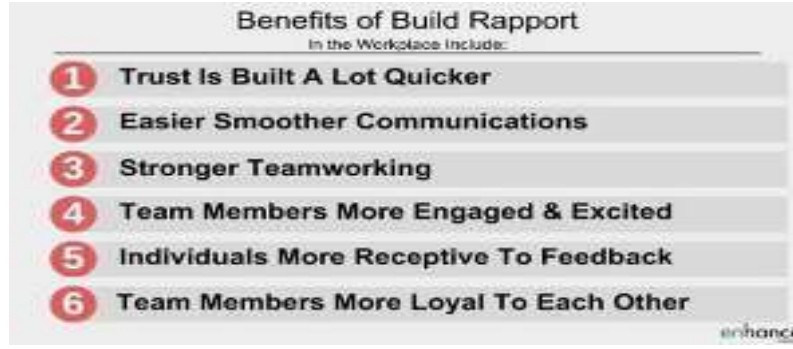 Benefits of Build Rapport
In the Workplace Include:
1 Trust Is Built A Lot Quicker
2 Easier Smoother Communications
3 Stronger Teamworking
4 Team Members More Engaged & Excited
5 Individuals More Receptive To Feedback
6 Team Members More Loyal To Each Other
enhance